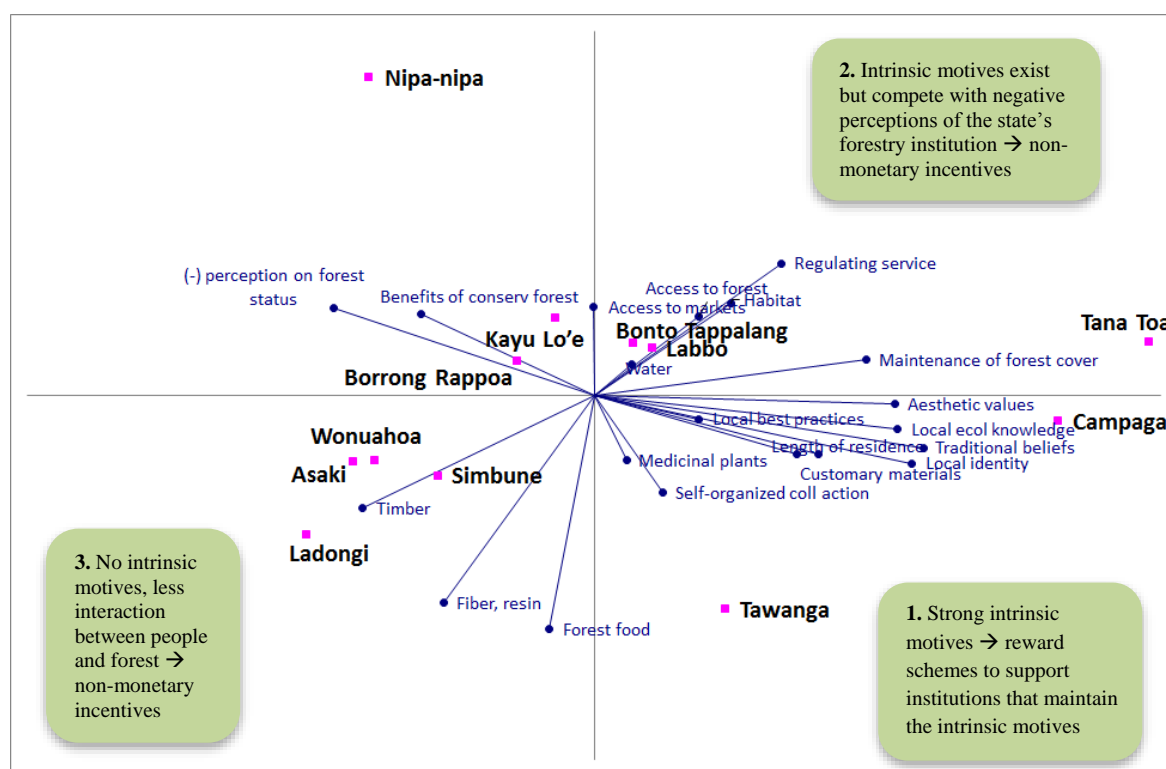 Nipa-nipa
2. Intrinsic motives exist
but compete with negative
perceptions of the state’s
forestry institution → non-
monetary incentives
Regulating service
(-) perception on forest
status
Benefits of conserv forest
Access to forest
Habitat
Access to markets
Tana Toa
Kayu Lo’e
Bonto Tappalang
Labbo
Maintenance of forest cover
Borrong Rappoa
Water
Aesthetic values
Local best practices
Campaga
Local ecol knowledge
Wonuahoa
Length of residence
Traditional beliefs
Medicinal plants
Local identity
Asaki
Simbune
Customary materials
Self-organized coll action
Timber
Ladongi
3. No intrinsic
motives, less
interaction
between people
and forest →
non-monetary
incentives
Fiber, resin
Forest food
Tawanga
1. Strong intrinsic
motives → reward
schemes to support
institutions that maintain
the intrinsic motives